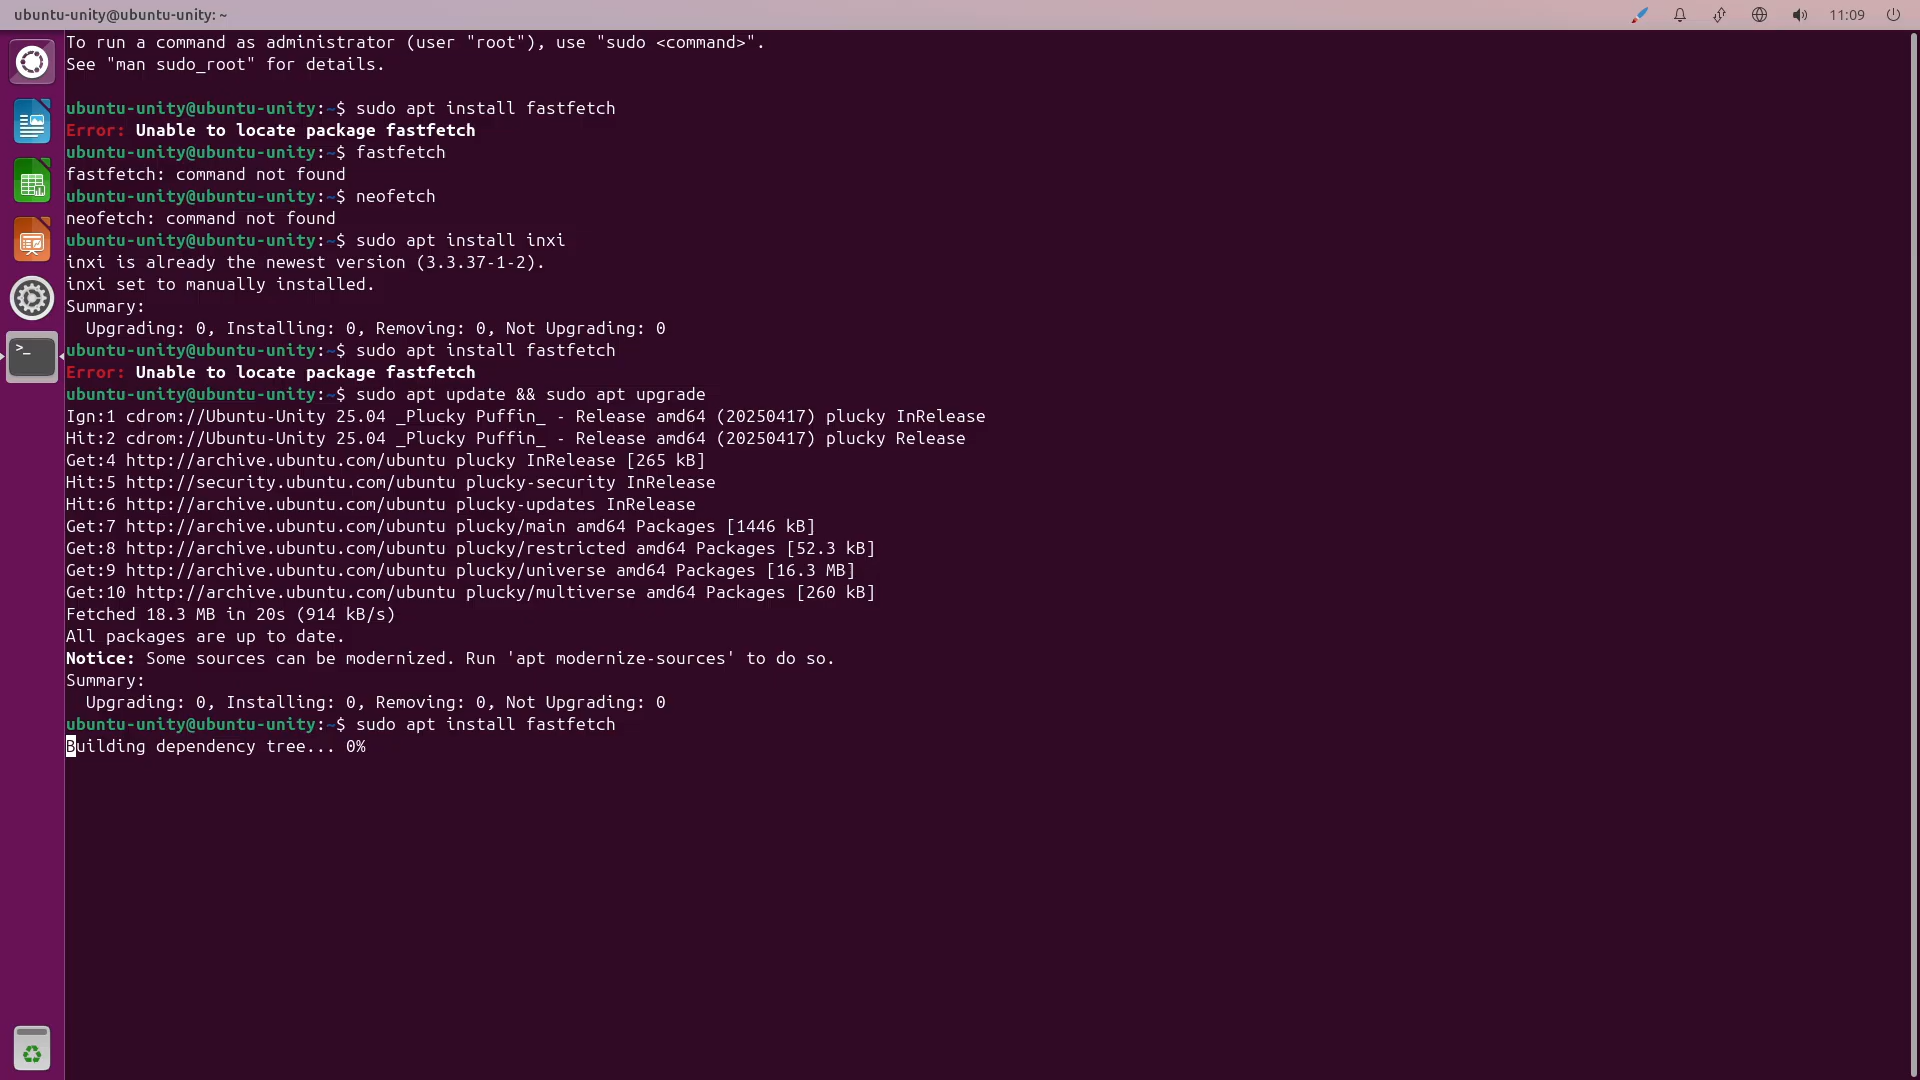 ubuntu-unity@ubuntu-unity: ~
11:09
To run a command as administrator (user "root"), use "sudo <command>".
See "man sudo_root" for details.
ubuntu-unity@ubuntu-unity:~$ sudo apt install fastfetch
Error: Unable to locate package fastfetch
ubuntu-unity@ubuntu-unity:~$ fastfetch
fastfetch: command not found
ubuntu-unity@ubuntu-unity:~$ neofetch
neofetch: command not found
ubuntu-unity@ubuntu-unity:~$ sudo apt install inxi
inxi is already the newest version (3.3.37-1-2).
inxi set to manually installed.
Summary:
  Upgrading: 0, Installing: 0, Removing: 0, Not Upgrading: 0
ubuntu-unity@ubuntu-unity:~$ sudo apt install fastfetch
Error: Unable to locate package fastfetch
ubuntu-unity@ubuntu-unity:~$ sudo apt update && sudo apt upgrade
Ign:1 cdrom://Ubuntu-Unity 25.04 _Plucky Puffin_ - Release amd64 (20250417) plucky InRelease
Hit:2 cdrom://Ubuntu-Unity 25.04 _Plucky Puffin_ - Release amd64 (20250417) plucky Release
Get:4 http://archive.ubuntu.com/ubuntu plucky InRelease [265 kB]
Hit:5 http://security.ubuntu.com/ubuntu plucky-security InRelease
Hit:6 http://archive.ubuntu.com/ubuntu plucky-updates InRelease
Get:7 http://archive.ubuntu.com/ubuntu plucky/main amd64 Packages [1446 kB]
Get:8 http://archive.ubuntu.com/ubuntu plucky/restricted amd64 Packages [52.3 kB]
Get:9 http://archive.ubuntu.com/ubuntu plucky/universe amd64 Packages [16.3 MB]
Get:10 http://archive.ubuntu.com/ubuntu plucky/multiverse amd64 Packages [260 kB]
Fetched 18.3 MB in 20s (914 kB/s)
All packages are up to date.
Notice: Some sources can be modernized. Run 'apt modernize-sources' to do so.
Summary:
  Upgrading: 0, Installing: 0, Removing: 0, Not Upgrading: 0
ubuntu-unity@ubuntu-unity:~$ sudo apt install fastfetch
Building dependency tree... 0%
>_